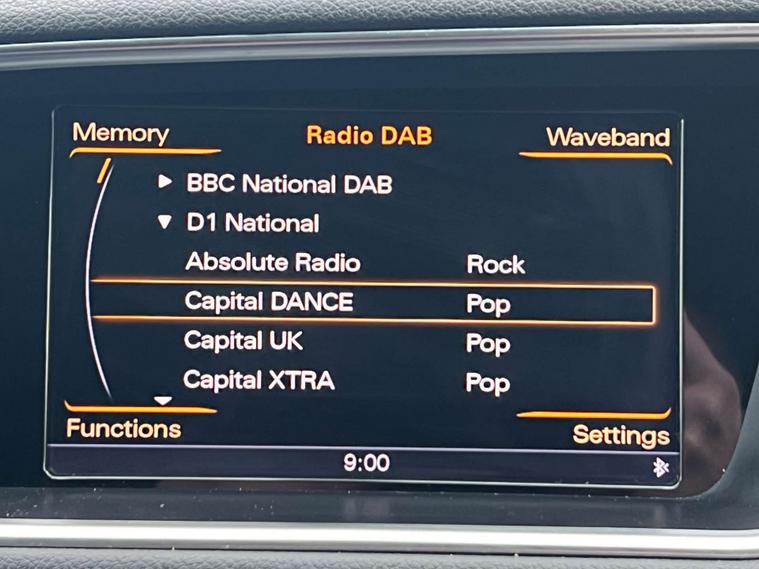 Memory Radio DAB Waveband
BBC National DAB
D1 National
Absolute Radio Rock
Capital DANCE Pop
Capital UK Pop
Capital XTRA Pop
Functions Settings
9:00